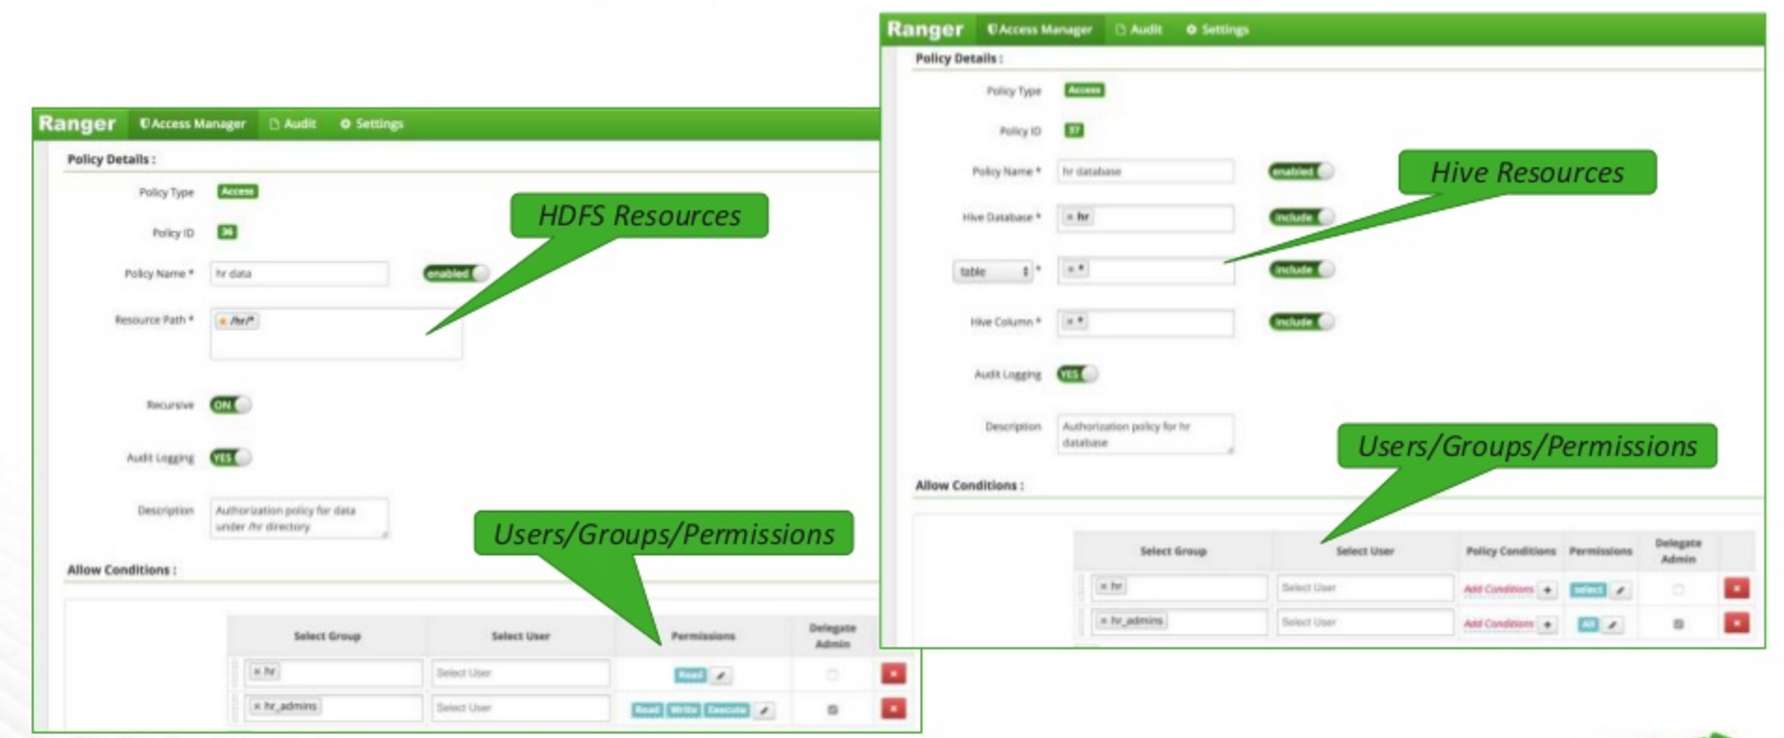 Ranger Access Manager Audit Settings
Policy Details :
Policy Type Access
Policy ID 36
Policy Name * hr data enabled
Resource Path * × /hr/*
Recursive ON
Audit Logging YES
Description Authorization policy for data
under /hr directory
Allow Conditions :
Select Group Select User Permissions Delegate
Admin
× hr Select User Read
× hr_admins Select User Read Write Execute
HDFS Resources
Users/Groups/Permissions
Ranger Access Manager Audit Settings
Policy Details :
Policy Type Access
Policy ID 37
Policy Name * hr database enabled
Hive Database * × hr include
table * × * include
Hive Column * × * include
Audit Logging YES
Description Authorization policy for hr
database
Allow Conditions :
Select Group Select User Policy Conditions Permissions Delegate
Admin
× hr Select User Add Conditions + select
× hr_admins Select User Add Conditions + All
Hive Resources
Users/Groups/Permissions